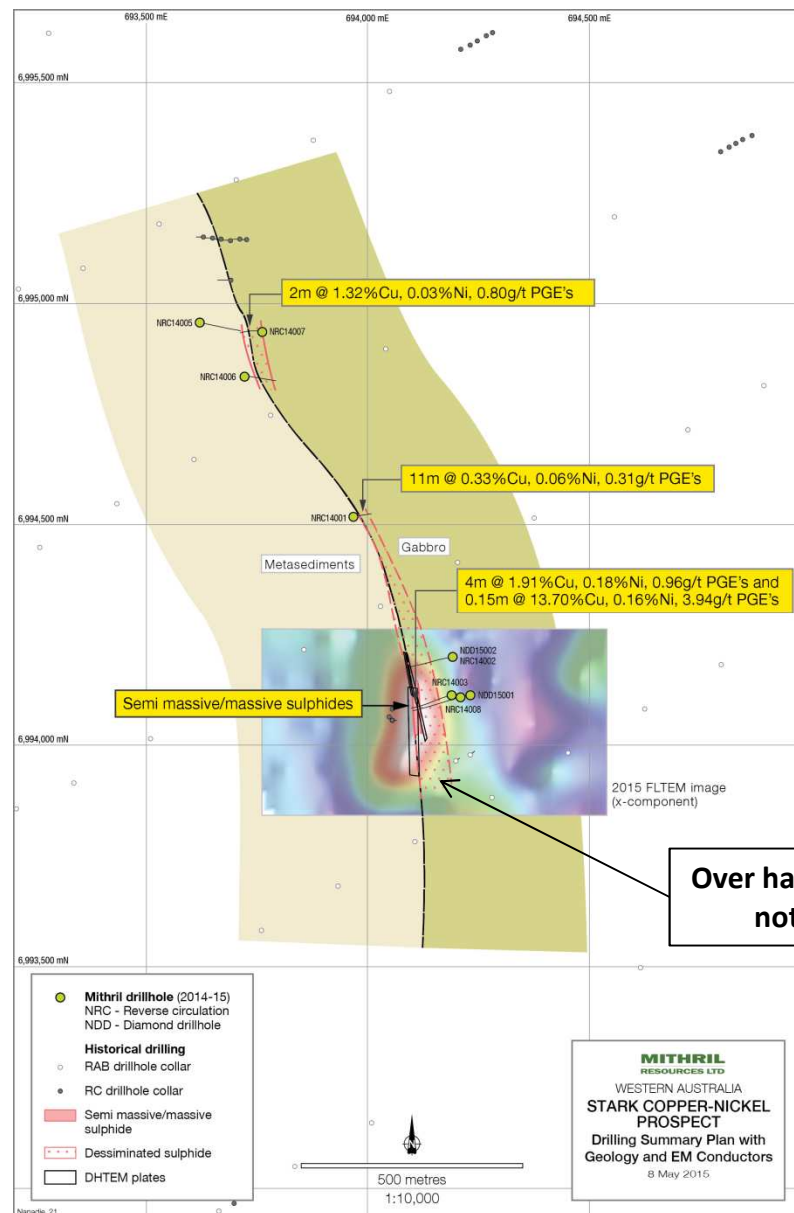 693,500 mE
694,000 mE
694,500 mE
6,995,500 mN
2m @ 1.32%Cu, 0.03%Ni, 0.80g/t PGE's
6,995,000 mN
NRC14005
NRC14007
NRC14006
11m @ 0.33%Cu, 0.06%Ni, 0.31g/t PGE's
6,994,500 mN
NRC14001
Gabbro
Metasediments
4m @ 1.91%Cu, 0.18%Ni, 0.96g/t PGE's and
0.15m @ 13.70%Cu, 0.16%Ni, 3.94g/t PGE's
NDD15002
NRC14002
NRC14003
NDD15001
Semi massive/massive sulphides
NRC14008
6,994,000 mN
2015 FLTEM image
(x-component)
Over ha
not
6,993,500 mN
Mithril drillhole (2014-15)
NRC - Reverse circulation
NDD - Diamond drillhole
Historical drilling
RAB drillhole collar
RC drillhole collar
Semi massive/massive
sulphide
Dessiminated sulphide
DHTEM plates
500 metres
1:10,000
MITHRIL
RESOURCES LTD
WESTERN AUSTRALIA
STARK COPPER-NICKEL
PROSPECT
Drilling Summary Plan with
Geology and EM Conductors
8 May 2015